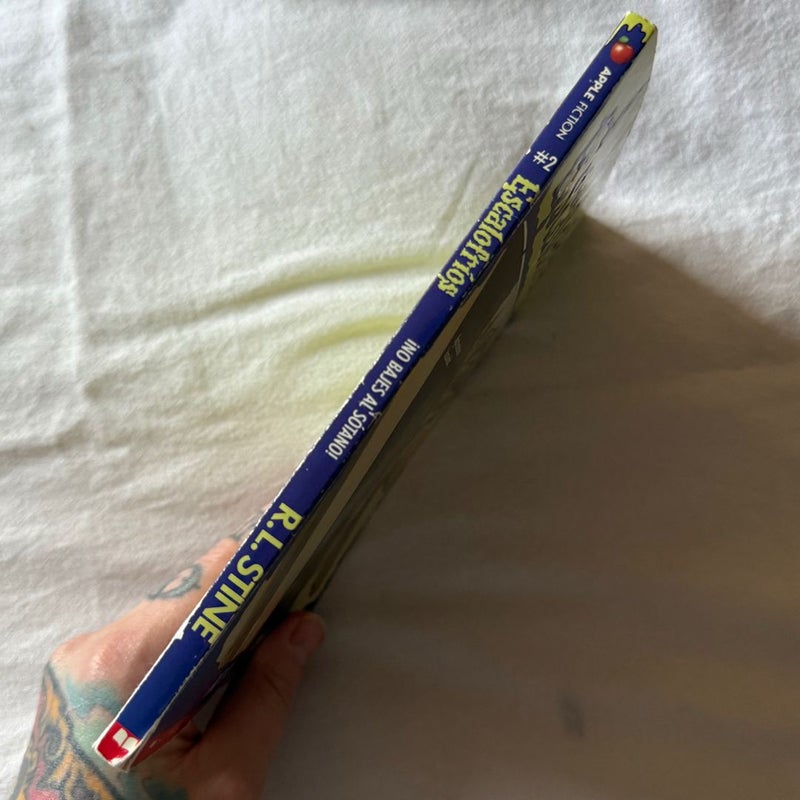 APPLE FICTION
#2
Escalofríos
¡NO BAJES AL SÓTANO!
R.L. STINE